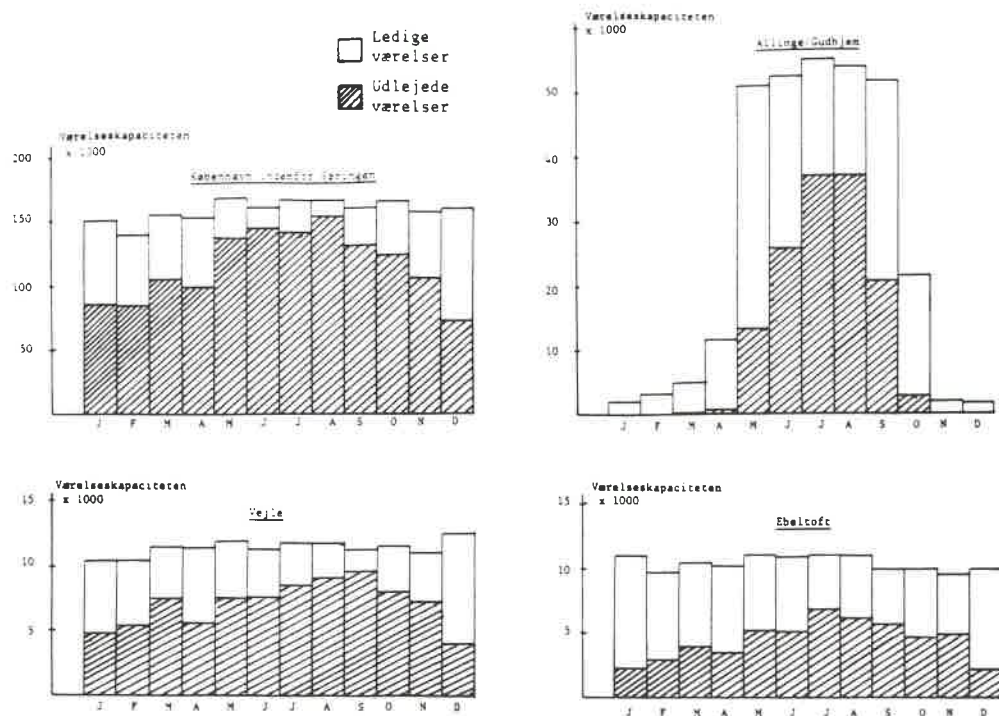 Ledige
værelser
Udlejede
værelser
Værelseskapaciteten
x 1000
København indenfor
200
150
100
50
J F M A M J J A S O N D
Værelseskapaciteten
x 1000
Allinge-Gudhjem
50
40
30
20
10
J F M A M J J A S O N D
Værelseskapaciteten
x 1000
Vejle
15
10
5
J F M A M J J A S O N D
Værelseskapaciteten
x 1000
Ebeltoft
15
10
5
J F M A M J J A S O N D